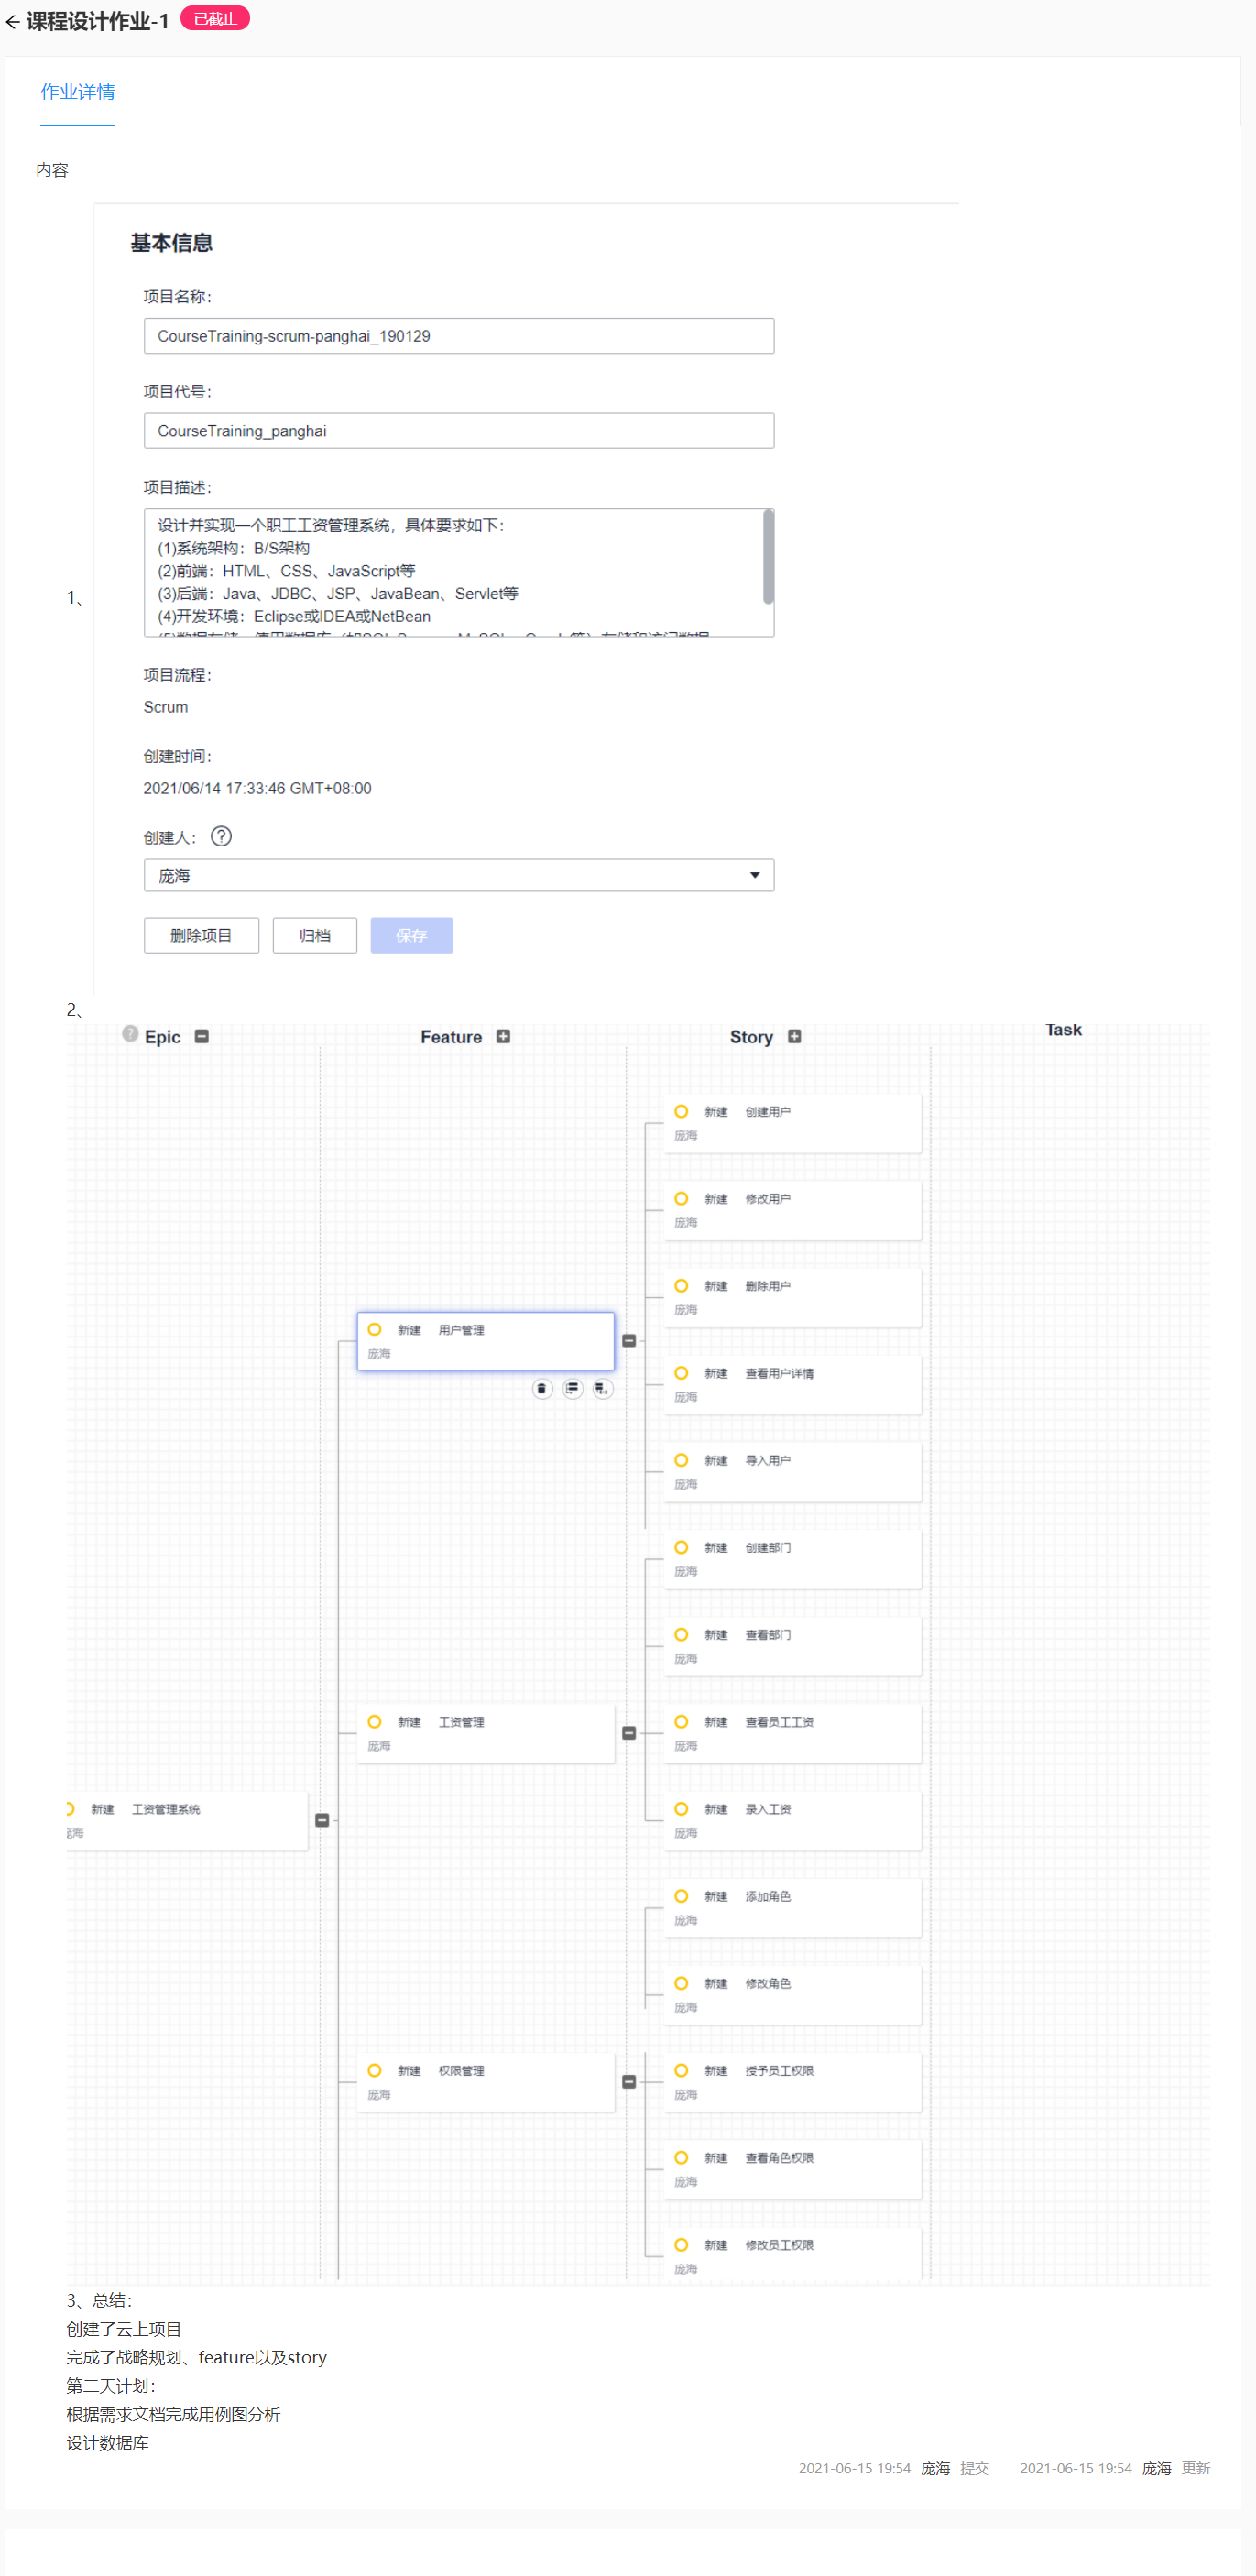 课程设计作业-1 已截止
作业详情
内容
基本信息
项目名称：
CourseTraining-scrum-panghai_190129
项目代号：
CourseTraining_panghai
项目描述：
设计并实现一个职工工资管理系统，具体要求如下：
(1)系统架构：B/S架构
(2)前端：HTML、CSS、JavaScript等
1、
(3)后端：Java、JDBC、JSP、JavaBean、Servlet等
(4)开发环境：Eclipse或IDEA或NetBean
项目流程：
Scrum
创建时间：
2021/06/14 17:33:46 GMT+08:00
创建人：
庞海
删除项目 归档 保存
2、
Epic Feature Story Task
新建 创建用户
庞海
新建 修改用户
庞海
新建 删除用户
庞海
新建 用户管理
庞海
新建 查看用户详情
庞海
新建 导入用户
庞海
新建 创建部门
庞海
新建 查看部门
庞海
新建 工资管理 新建 查看员工工资
庞海 庞海
新建 工资管理系统 新建 录入工资
庞海 庞海
新建 添加角色
庞海
新建 修改角色
庞海
新建 权限管理 新建 授予员工权限
庞海 庞海
新建 查看角色权限
庞海
新建 修改员工权限
庞海
3、总结：
创建了云上项目
完成了战略规划、feature以及story
第二天计划：
根据需求文档完成用例图分析
设计数据库
2021-06-15 19:54 庞海 提交 2021-06-15 19:54 庞海 更新